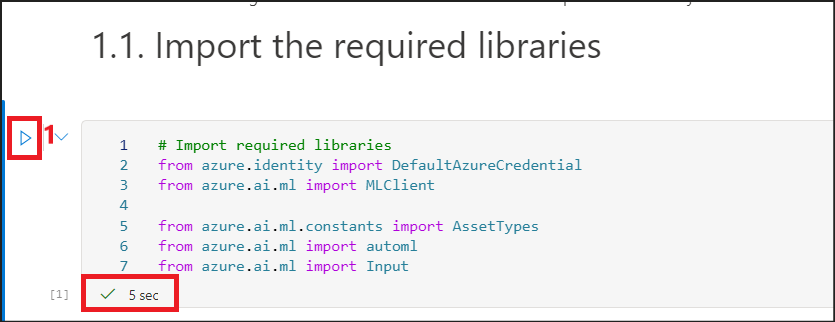 1.1. Import the required libraries
1
1 # Import required libraries
2 from azure.identity import DefaultAzureCredential
3 from azure.ai.ml import MLClient
4
5 from azure.ai.ml.constants import AssetTypes
6 from azure.ai.ml import automl
7 from azure.ai.ml import Input
[1] 5 sec